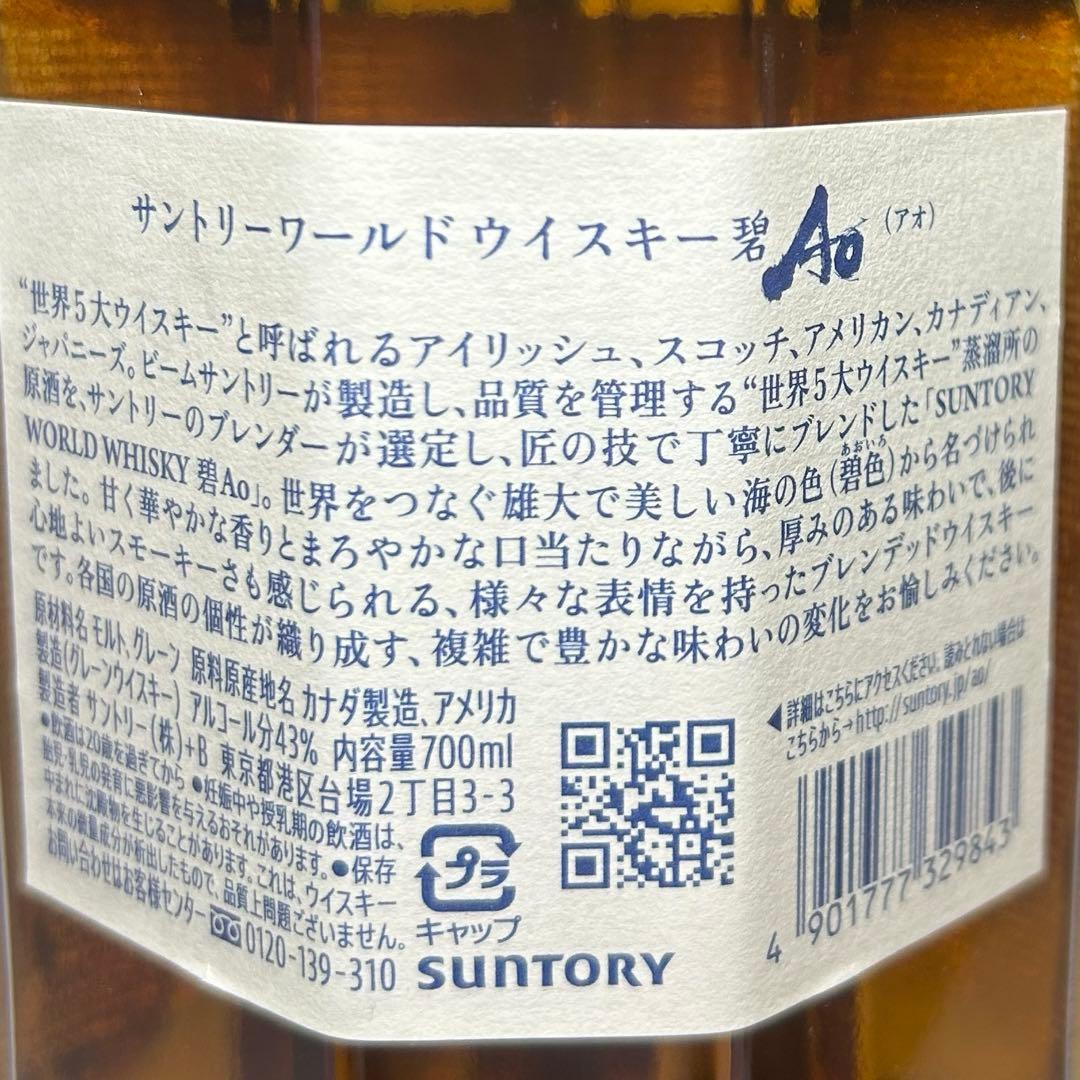 サントリーワールドウイスキー 碧 Ao （アオ）
“世界5大ウイスキー”と呼ばれるアイリッシュ、スコッチ、アメリカン、カナディアン、
ジャパニーズ。ビームサントリーが製造し、品質を管理する“世界5大ウイスキー”蒸溜所の
原酒を、サントリーのブレンダーが選定し、匠の技で丁寧にブレンドした「SUNTORY
WORLD WHISKY 碧Ao」。世界をつなぐ雄大で美しい海の色（碧色）から名づけられ
あおいろ
ました。甘く華やかな香りとまろやかな口当たりながら、厚みのある味わいで、後に
心地よいスモーキーさも感じられる、様々な表情を持ったブレンデッドウイスキー
です。各国の原酒の個性が織り成す、複雑で豊かな味わいの変化をお愉しみください。
原材料名 モルト、グレーン 原料原産地名 カナダ製造、アメリカ
製造（グレーンウイスキー） アルコール分43% 内容量700ml
製造者 サントリー（株）+B 東京都港区台場2丁目3-3
●飲酒は20歳を過ぎてから ●妊娠中や授乳期の飲酒は、
胎児・乳児の発育に悪影響を与えるおそれがあります。●保存
中まれに沈殿物を生じることがあります。これは、ウイスキー
本来の微量成分が析出したもので、品質上問題ございません。
お問い合わせはお客様センター 0120-139-310
プラ
キャップ
SUNTORY
◀詳細はこちらにアクセスください。読みとれない場合は
こちらから→http://suntory.jp/ao/
4 901777 329843